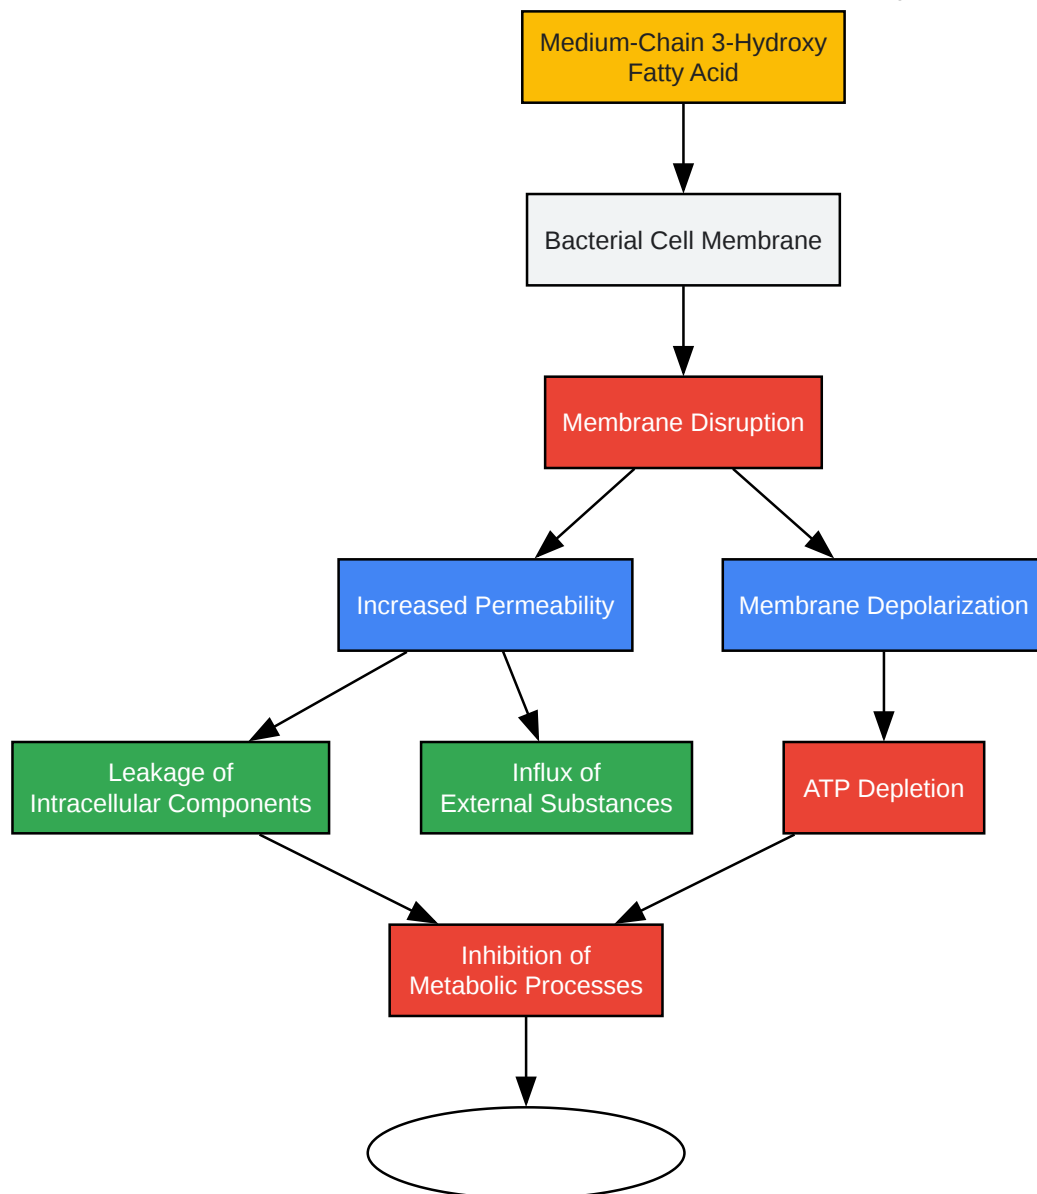 Medium-Chain 3-Hydroxy
Fatty Acid
Bacterial Cell Membrane
Membrane Disruption
Increased Permeability
Membrane Depolarization
Leakage of
Intracellular Components
Influx of
External Substances
ATP Depletion
Inhibition of
Metabolic Processes